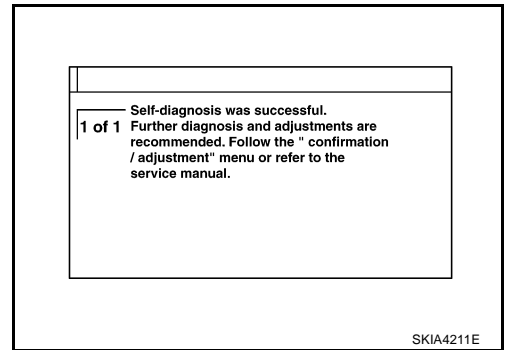 Self-diagnosis was successful.
1 of 1 Further diagnosis and adjustments are
recommended. Follow the " confirmation
/ adjustment" menu or refer to the
service manual.
SKIA4211E